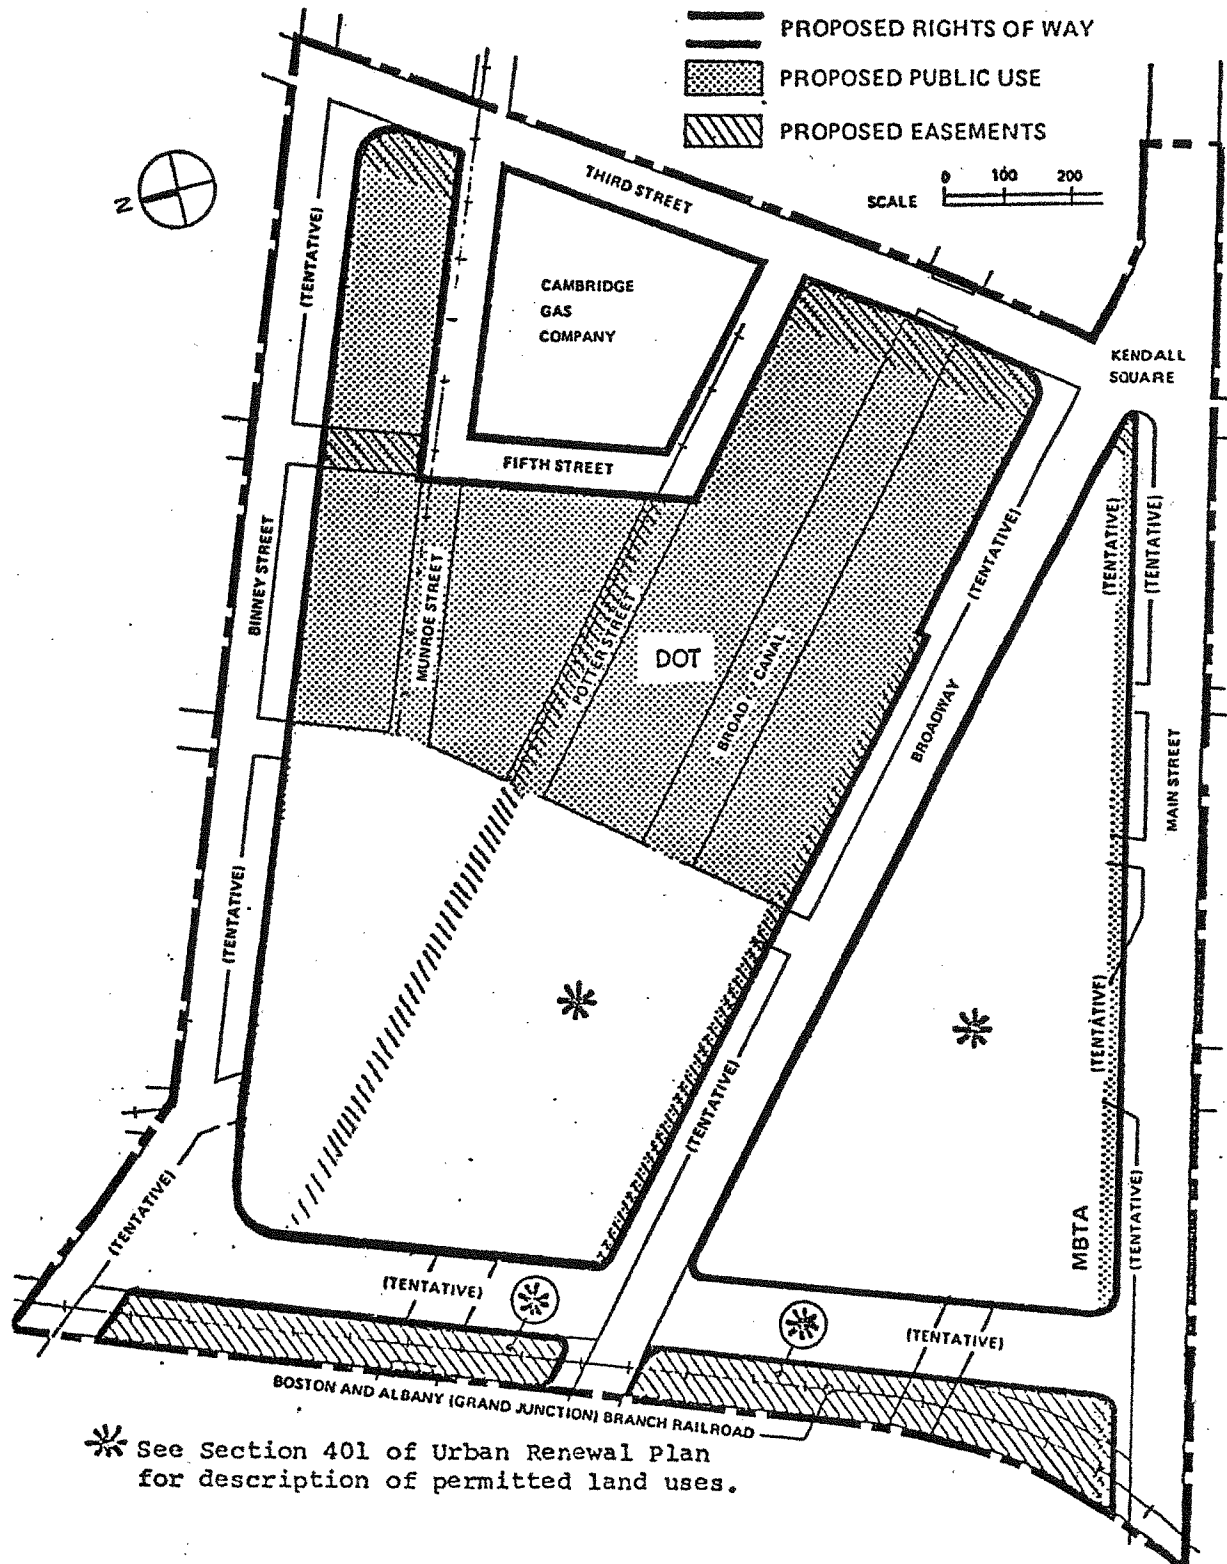 PROPOSED RIGHTS OF WAY
PROPOSED PUBLIC USE
PROPOSED EASEMENTS
SCALE
0 100 200
N
THIRD STREET
(TENTATIVE)
CAMBRIDGE
GAS
COMPANY
KENDALL
SQUARE
FIFTH STREET
BINNEY STREET
MUNROE STREET
POTTER STREET
DOT
BROAD CANAL
(TENTATIVE)
BROADWAY
(TENTATIVE)
(TENTATIVE)
MAIN STREET
(TENTATIVE)
(TENTATIVE)
(TENTATIVE)
(TENTATIVE)
MBTA
(TENTATIVE)
(TENTATIVE)
(TENTATIVE)
BOSTON AND ALBANY (GRAND JUNCTION) BRANCH RAILROAD
See Section 401 of Urban Renewal Plan
for description of permitted land uses.